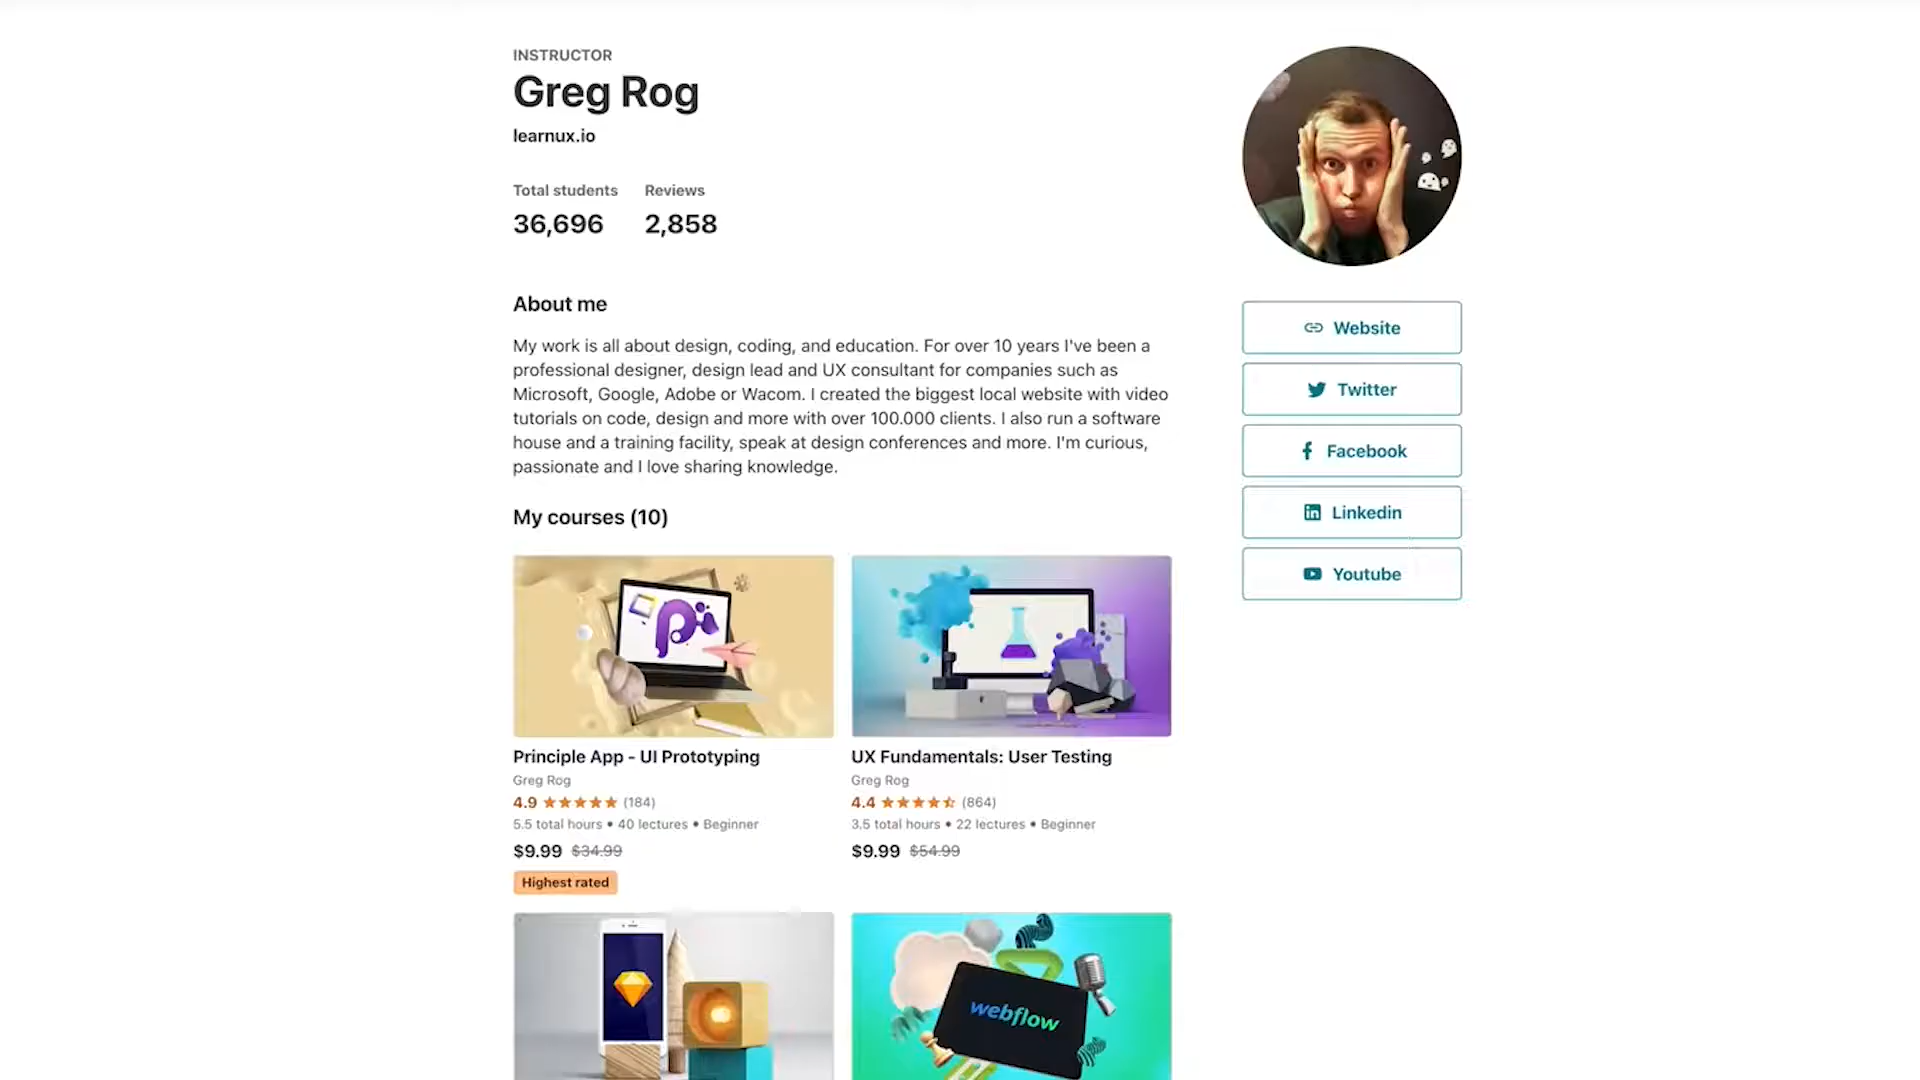 INSTRUCTOR
Greg Rog
learnux.io
Total students Reviews
36,696 2,858
About me
My work is all about design, coding, and education. For over 10 years I've been a
professional designer, design lead and UX consultant for companies such as
Microsoft, Google, Adobe or Wacom. I created the biggest local website with video
tutorials on code, design and more with over 100.000 clients. I also run a software
house and a training facility, speak at design conferences and more. I'm curious,
passionate and I love sharing knowledge.
My courses (10)
Principle App - UI Prototyping
Greg Rog
4.9 (184)
5.5 total hours • 40 lectures • Beginner
$9.99 $34.99
Highest rated
UX Fundamentals: User Testing
Greg Rog
4.4 (864)
3.5 total hours • 22 lectures • Beginner
$9.99 $54.99
webflow
Website
Twitter
Facebook
Linkedin
Youtube